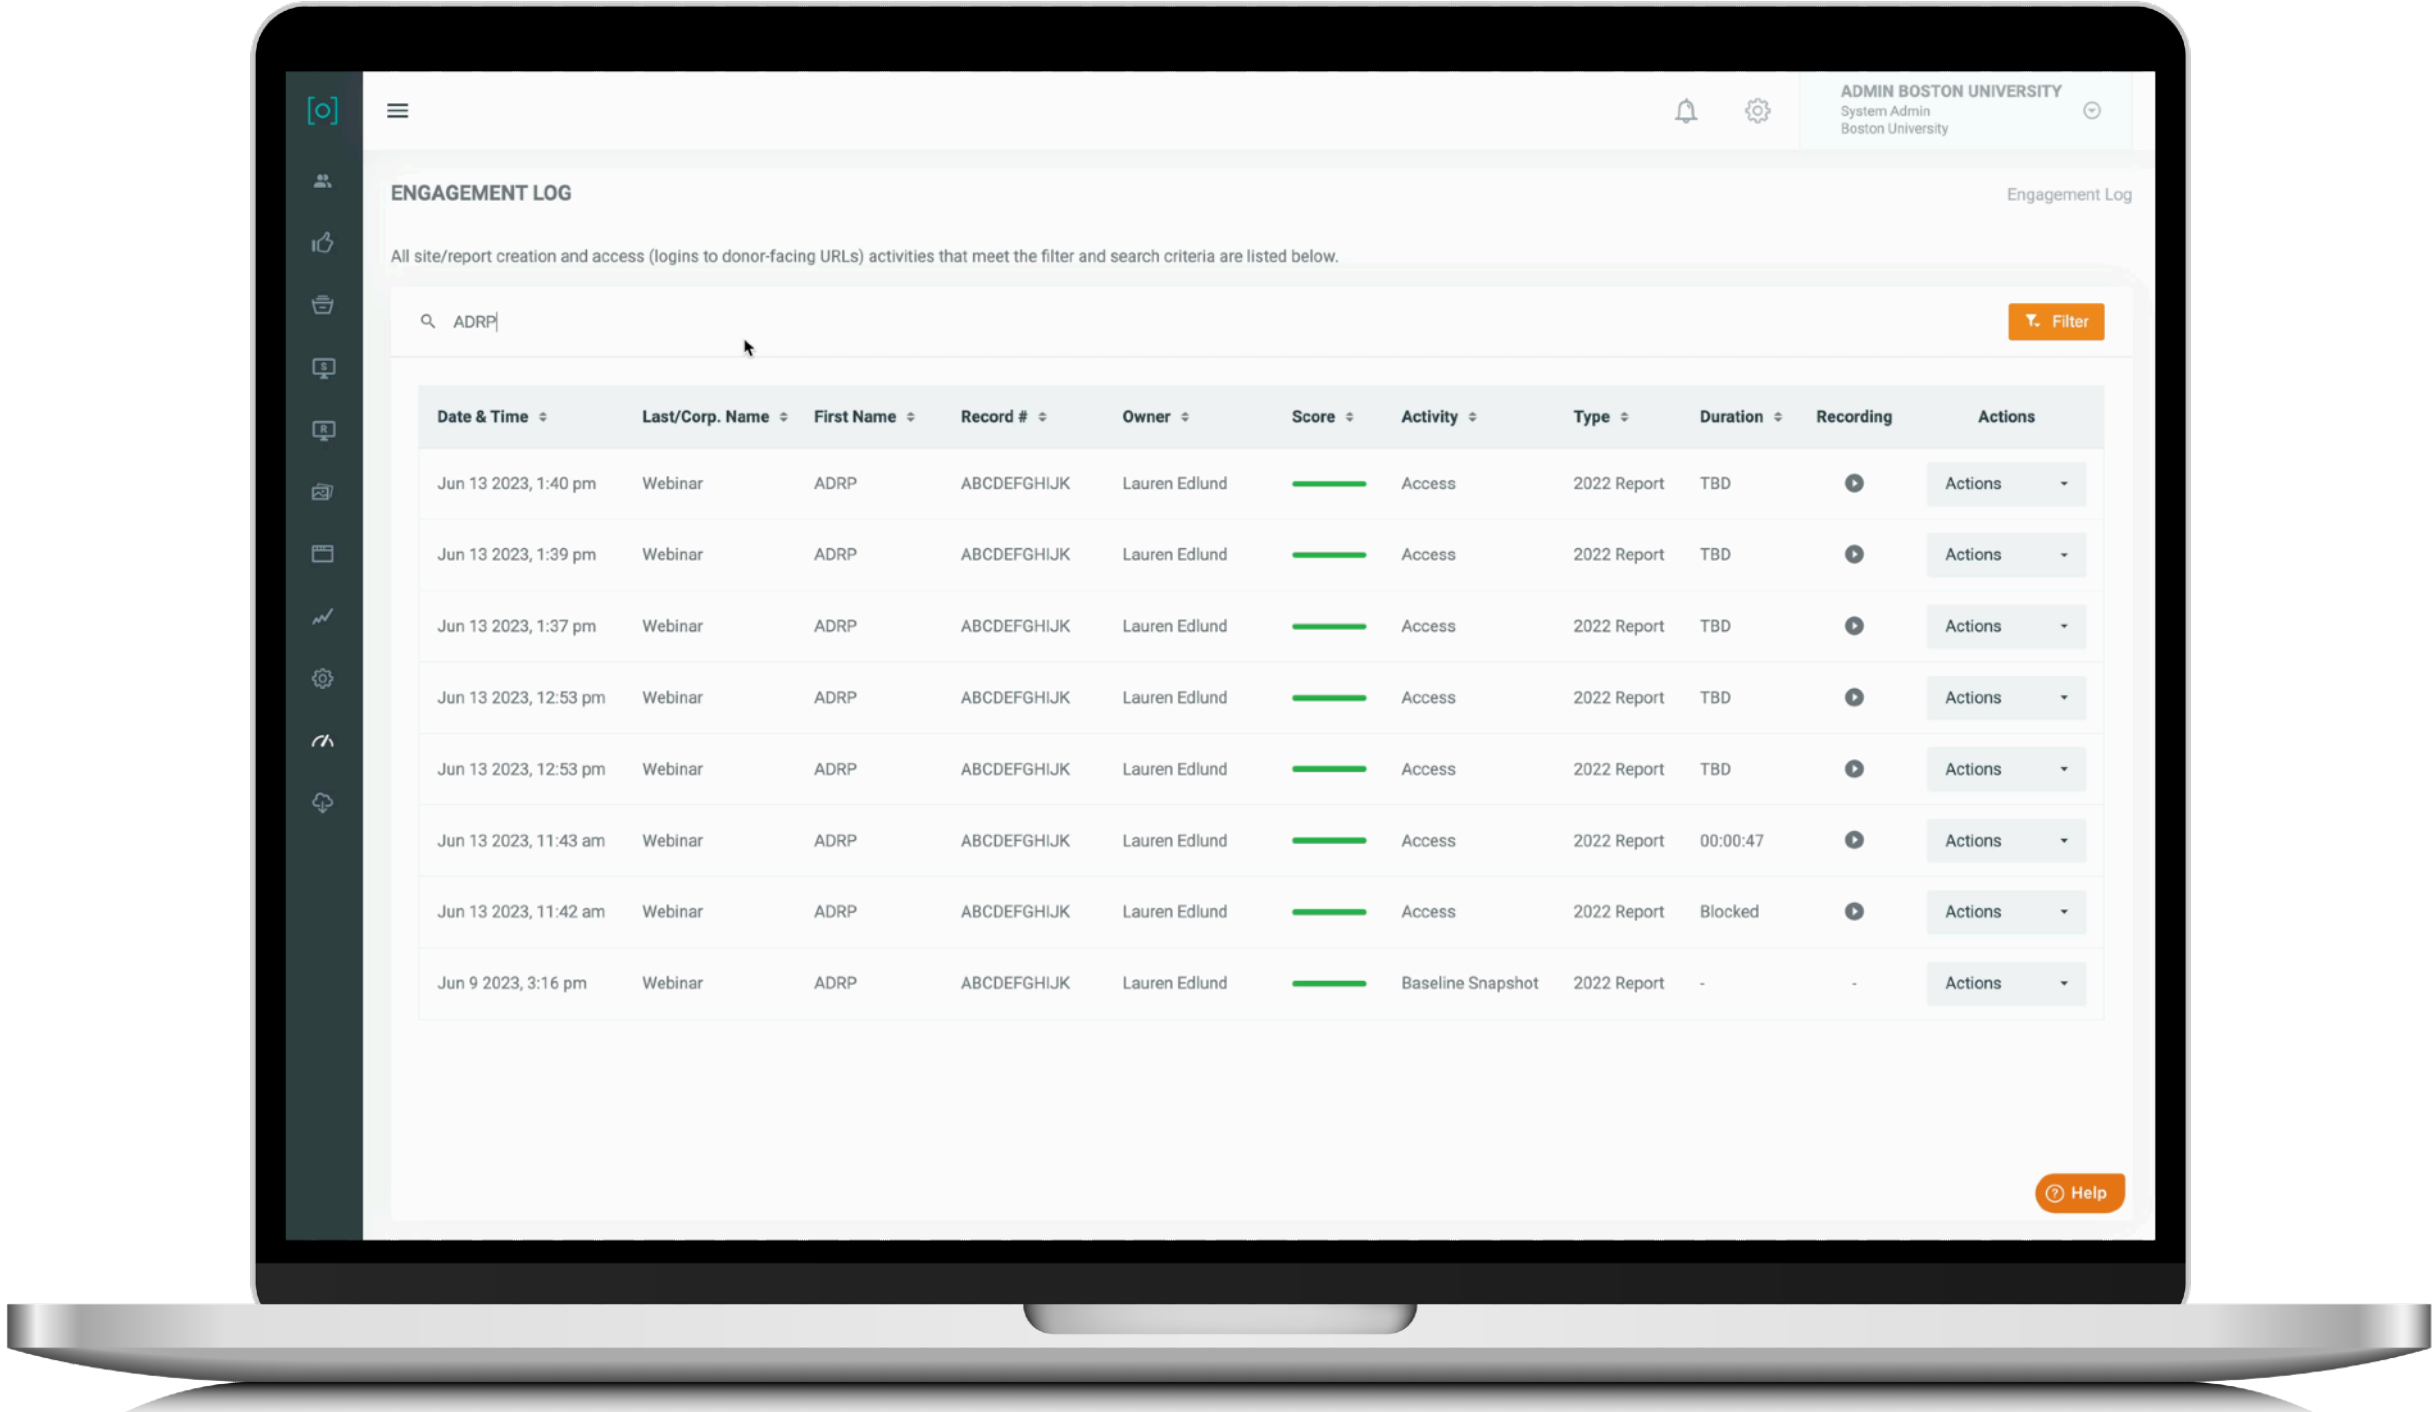 [o]
ADMIN BOSTON UNIVERSITY
System Admin
Boston University
ENGAGEMENT LOG
Engagement Log
All site/report creation and access (logins to donor-facing URLs) activities that meet the filter and search criteria are listed below.
ADRP
Filter
Date & Time Last/Corp. Name First Name Record # Owner Score Activity Type Duration Recording Actions
Jun 13 2023, 1:40 pm Webinar ADRP ABCDEFGHIJK Lauren Edlund Access 2022 Report TBD Actions
Jun 13 2023, 1:39 pm Webinar ADRP ABCDEFGHIJK Lauren Edlund Access 2022 Report TBD Actions
Jun 13 2023, 1:37 pm Webinar ADRP ABCDEFGHIJK Lauren Edlund Access 2022 Report TBD Actions
Jun 13 2023, 12:53 pm Webinar ADRP ABCDEFGHIJK Lauren Edlund Access 2022 Report TBD Actions
Jun 13 2023, 12:53 pm Webinar ADRP ABCDEFGHIJK Lauren Edlund Access 2022 Report TBD Actions
Jun 13 2023, 11:43 am Webinar ADRP ABCDEFGHIJK Lauren Edlund Access 2022 Report 00:00:47 Actions
Jun 13 2023, 11:42 am Webinar ADRP ABCDEFGHIJK Lauren Edlund Access 2022 Report Blocked Actions
Jun 9 2023, 3:16 pm Webinar ADRP ABCDEFGHIJK Lauren Edlund Baseline Snapshot 2022 Report - - Actions
S
R
Help